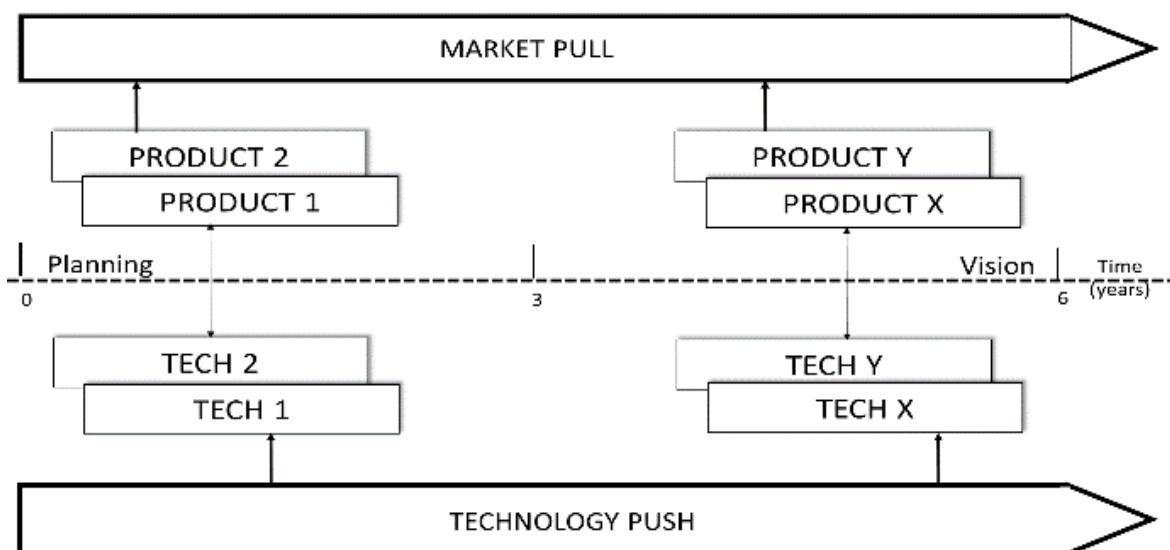 MARKET PULL
PRODUCT 2
PRODUCT Y
PRODUCT 1
PRODUCT X
Planning
Vision
Time
(years)
0
3
6
TECH 2
TECH Y
TECH 1
TECH X
TECHNOLOGY PUSH